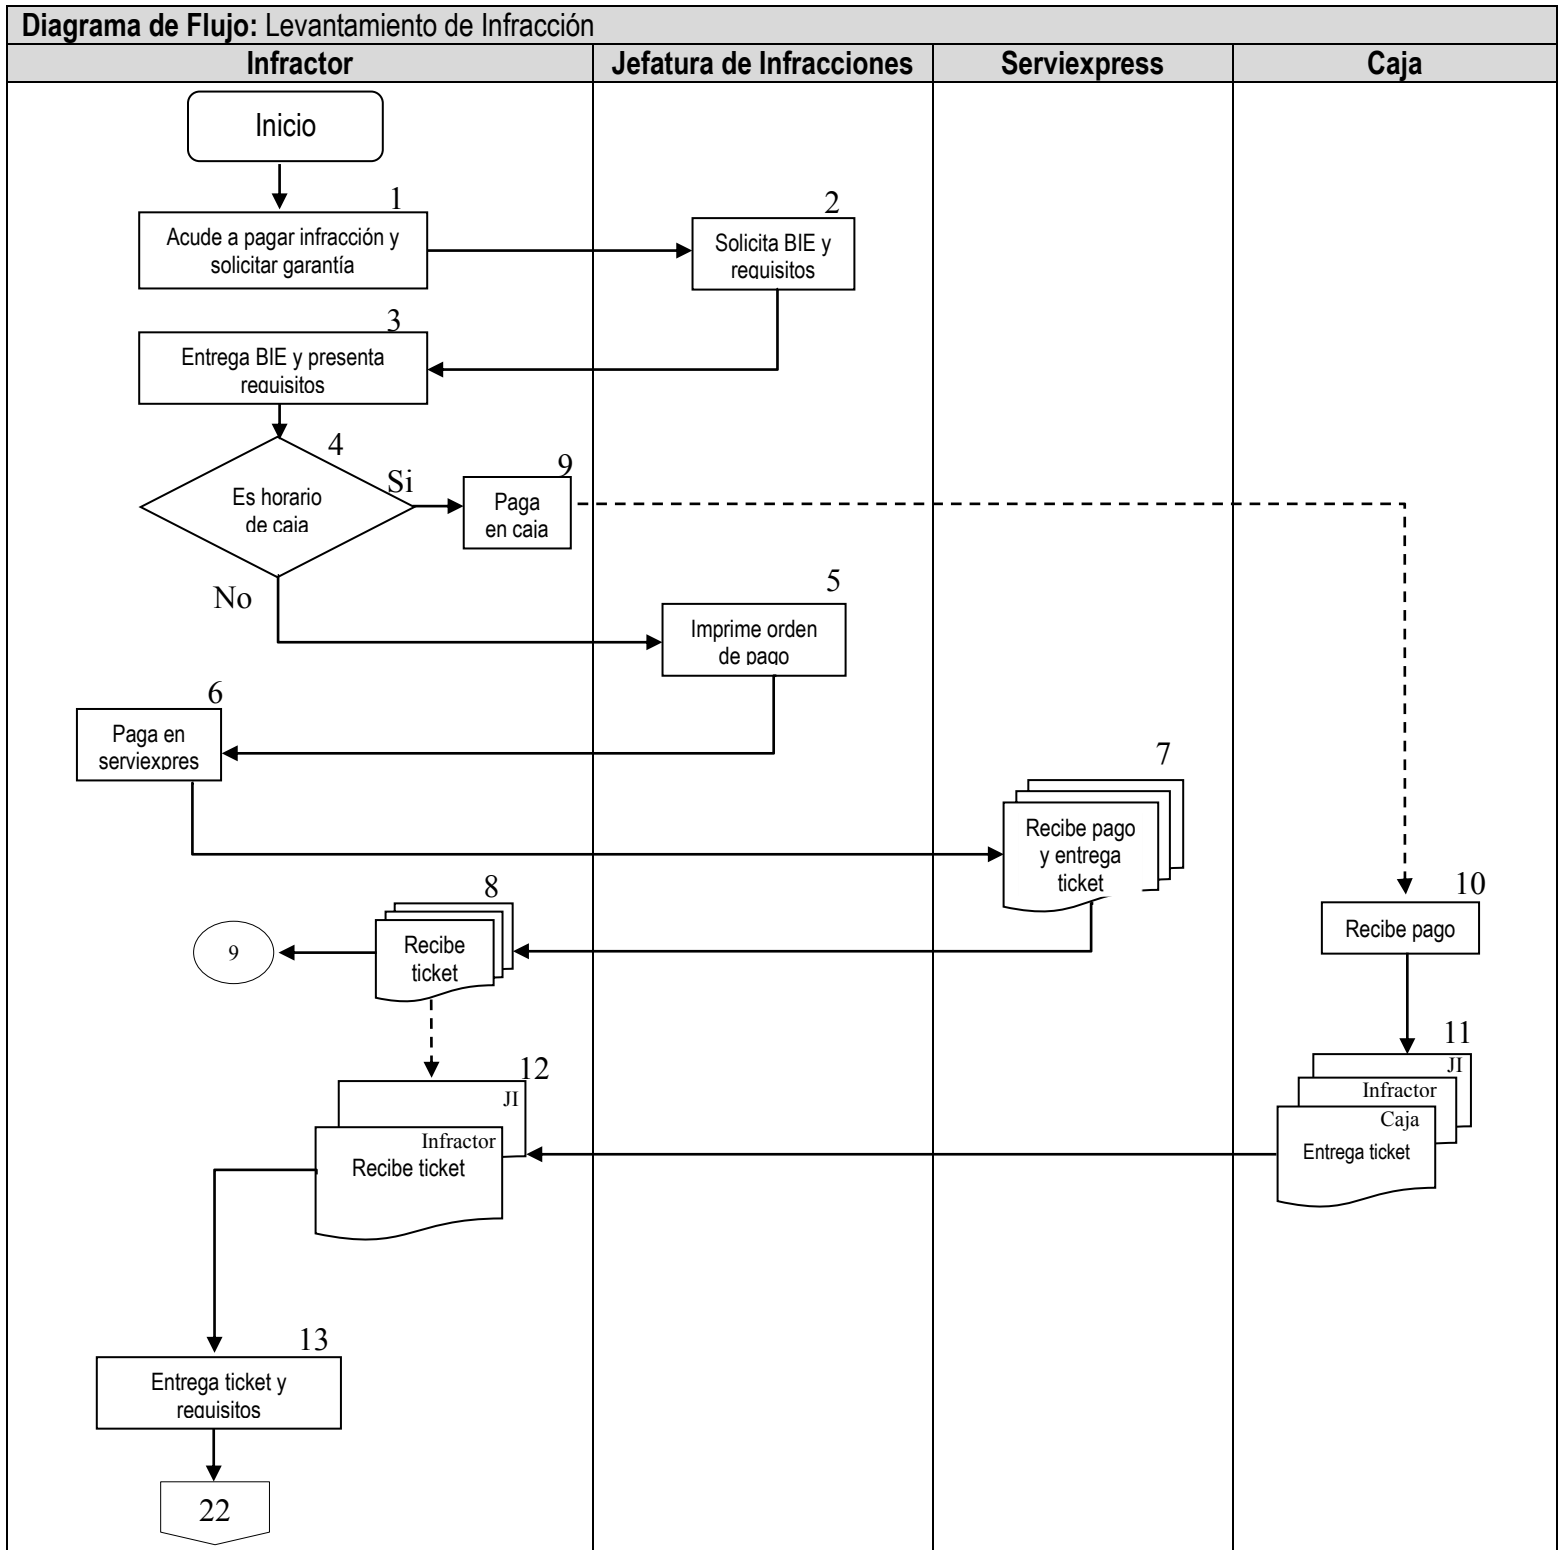 Diagrama de Flujo: Levantamiento de Infracción
Infractor
Jefatura de Infracciones
Serviexpress
Caja
Inicio
1
Acude a pagar infracción y
solicitar garantía
2
Solicita BIE y
requisitos
3
Entrega BIE y presenta
requisitos
4
Es horario
de caja
Si
No
9
Paga
en caja
5
Imprime orden
de pago
6
Paga en
serviexpres
7
Recibe pago
y entrega
ticket
8
Recibe
ticket
9
10
Recibe pago
11
JI
Infractor
Caja
Entrega ticket
12
JI
Infractor
Recibe ticket
13
Entrega ticket y
requisitos
22